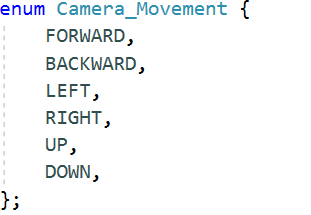 enum Camera_Movement {
    FORWARD,
    BACKWARD,
    LEFT,
    RIGHT,
    UP,
    DOWN,
};